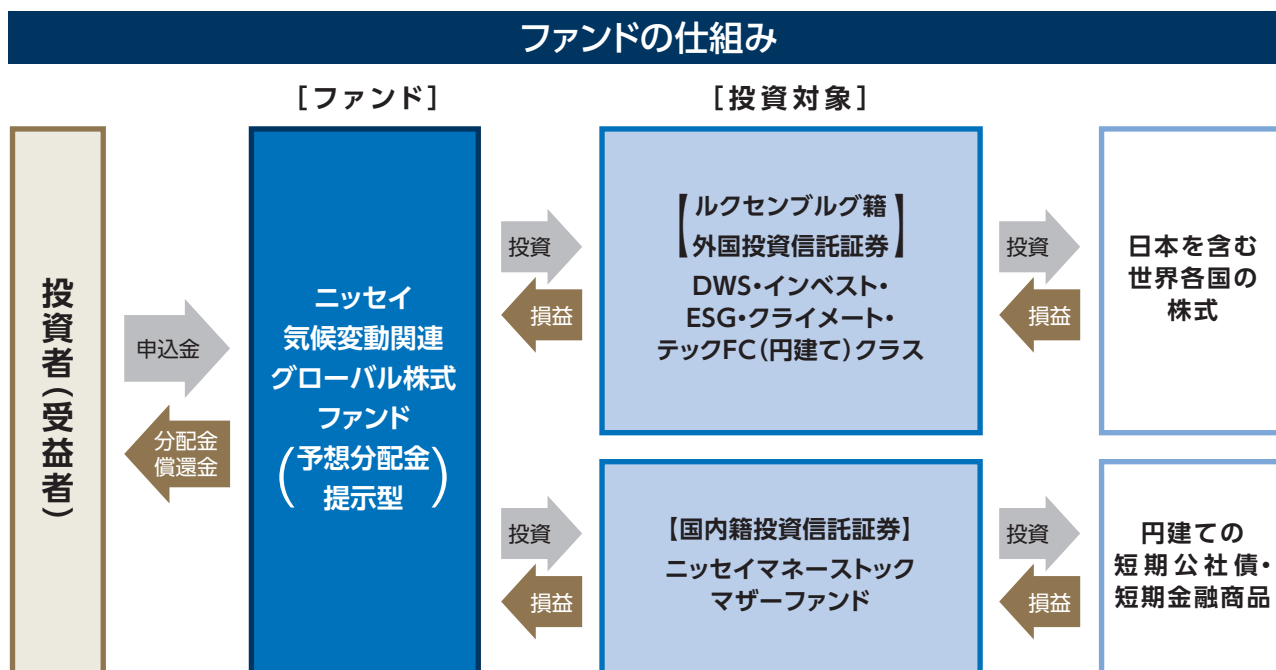 ファンドの仕組み
［ファンド］
［投資対象］
投資者（受益者）
申込金
分配金
償還金
ニッセイ
気候変動関連
グローバル株式
ファンド
（予想分配金
提示型）
投資
損益
【ルクセンブルグ籍
外国投資信託証券】
DWS・インベスト・
ESG・クライメート・
テックFC（円建て）クラス
投資
損益
日本を含む
世界各国の
株式
投資
損益
【国内籍投資信託証券】
ニッセイマネーストック
マザーファンド
投資
損益
円建ての
短期公社債・
短期金融商品